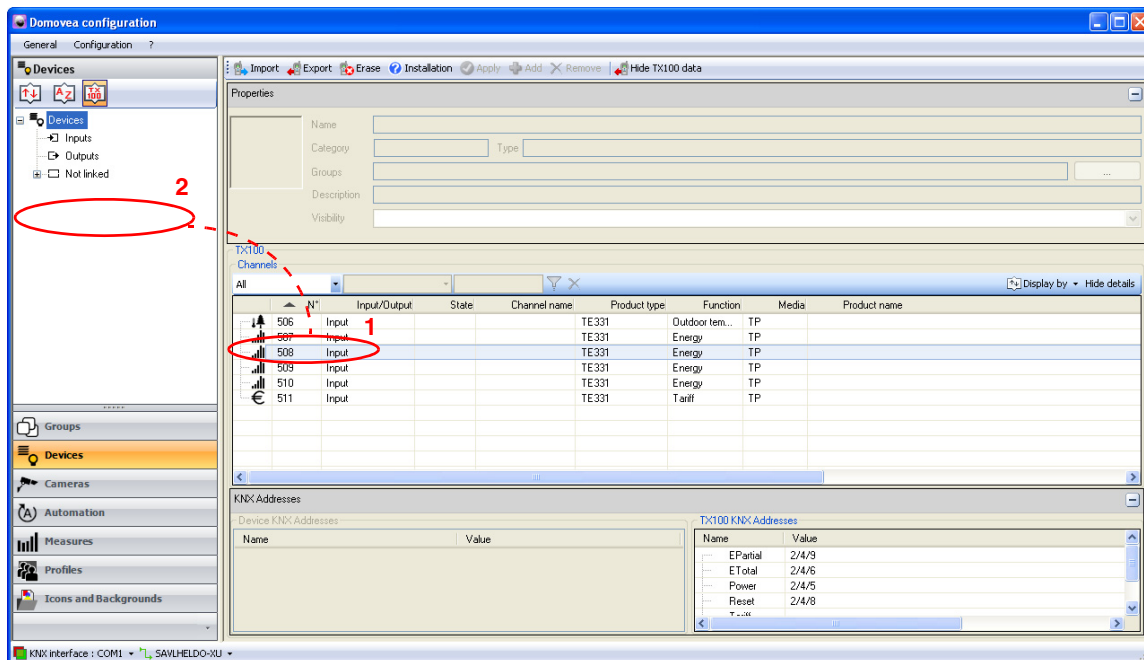 Domovea configuration
General Configuration ?
Devices
Import Export Erase Installation Apply Add Remove Hide TX100 data
TX 100
Properties
Devices
Inputs
Outputs
Not linked
Name
Category Type
Groups ...
Description
Visibility
2
TX100
Channels
All Display by Hide details
N° Input/Output State Channel name Product type Function Media Product name
506 Input TE331 Outdoor tem... TP
1
507 Input TE331 Energy TP
508 Input TE331 Energy TP
509 Input TE331 Energy TP
510 Input TE331 Energy TP
511 Input TE331 Tariff TP
Groups
Devices
Cameras
Automation
Measures
Profiles
Icons and Backgrounds
KNX Addresses
Device KNX Addresses
Name Value
TX100 KNX Addresses
Name Value
EPartial 2/4/9
ETotal 2/4/6
Power 2/4/5
Reset 2/4/8
KNX interface : COM1 SAVLHELDO-XU